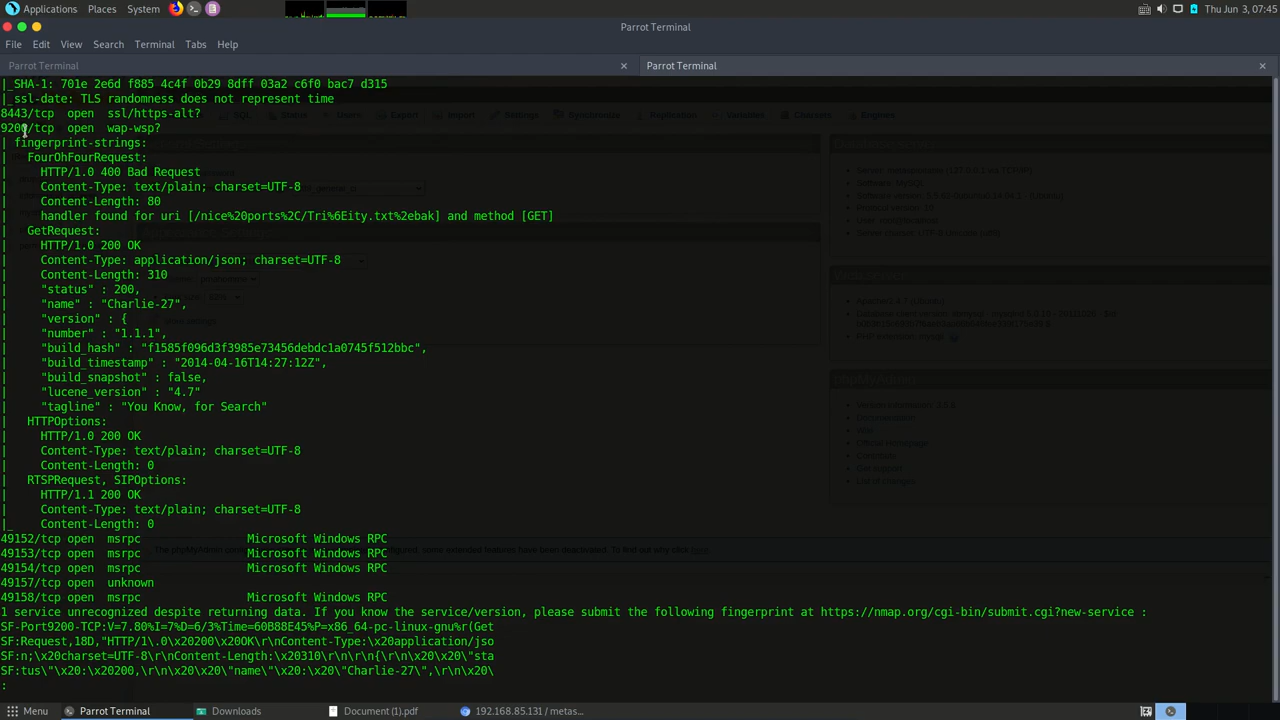 Applications Places System Thu Jun 3, 07:45
Parrot Terminal
File Edit View Search Terminal Tabs Help
Parrot Terminal × Parrot Terminal ×
|_SHA-1: 701e 2e6d f885 4c4f 0b29 8dff 03a2 c6f0 bac7 d315
|_ssl-date: TLS randomness does not represent time
8443/tcp open ssl/https-alt?
9200/tcp open wap-wsp?
| fingerprint-strings:
| FourOhFourRequest:
| HTTP/1.0 400 Bad Request
| Content-Type: text/plain; charset=UTF-8
| Content-Length: 80
| handler found for uri [/nice%20ports%2C/Tri%6Eity.txt%2ebak] and method [GET]
| GetRequest:
| HTTP/1.0 200 OK
| Content-Type: application/json; charset=UTF-8
| Content-Length: 310
| "status" : 200,
| "name" : "Charlie-27",
| "version" : {
| "number" : "1.1.1",
| "build_hash" : "f1585f096d3f3985e73456debdc1a0745f512bbc",
| "build_timestamp" : "2014-04-16T14:27:12Z",
| "build_snapshot" : false,
| "lucene_version" : "4.7"
| "tagline" : "You Know, for Search"
| HTTPOptions:
| HTTP/1.0 200 OK
| Content-Type: text/plain; charset=UTF-8
| Content-Length: 0
| RTSPRequest, SIPOptions:
| HTTP/1.1 200 OK
| Content-Type: text/plain; charset=UTF-8
|_ Content-Length: 0
49152/tcp open msrpc Microsoft Windows RPC
49153/tcp open msrpc Microsoft Windows RPC
49154/tcp open msrpc Microsoft Windows RPC
49157/tcp open unknown
49158/tcp open msrpc Microsoft Windows RPC
1 service unrecognized despite returning data. If you know the service/version, please submit the following fingerprint at https://nmap.org/cgi-bin/submit.cgi?new-service :
SF-Port9200-TCP:V=7.80%I=7%D=6/3%Time=60B88E45%P=x86_64-pc-linux-gnu%r(Get
SF:Request,18D,"HTTP/1\.0\x20200\x20OK\r\nContent-Type:\x20application/jso
SF:n;\x20charset=UTF-8\r\nContent-Length:\x20310\r\n\r\n{\r\n\x20\x20\"sta
SF:tus\"\x20:\x20200,\r\n\x20\x20\"name\"\x20:\x20\"Charlie-27\",\r\n\x20\
:
Menu Parrot Terminal Downloads Document (1).pdf 192.168.85.131 / metas...